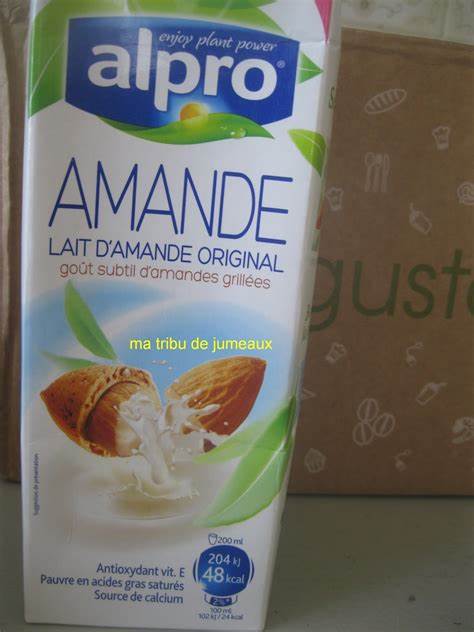 enjoy plant power
alpro®
AMANDE
LAIT D'AMANDE ORIGINAL
goût subtil d'amandes grillées
ma tribu de jumeaux
gusto
Suggestion de présentation
200 ml
204 kJ
48 kcal
2%*
100 ml
102 kJ / 24 kcal
Antioxydant vit. E
Pauvre en acides gras saturés
Source de calcium